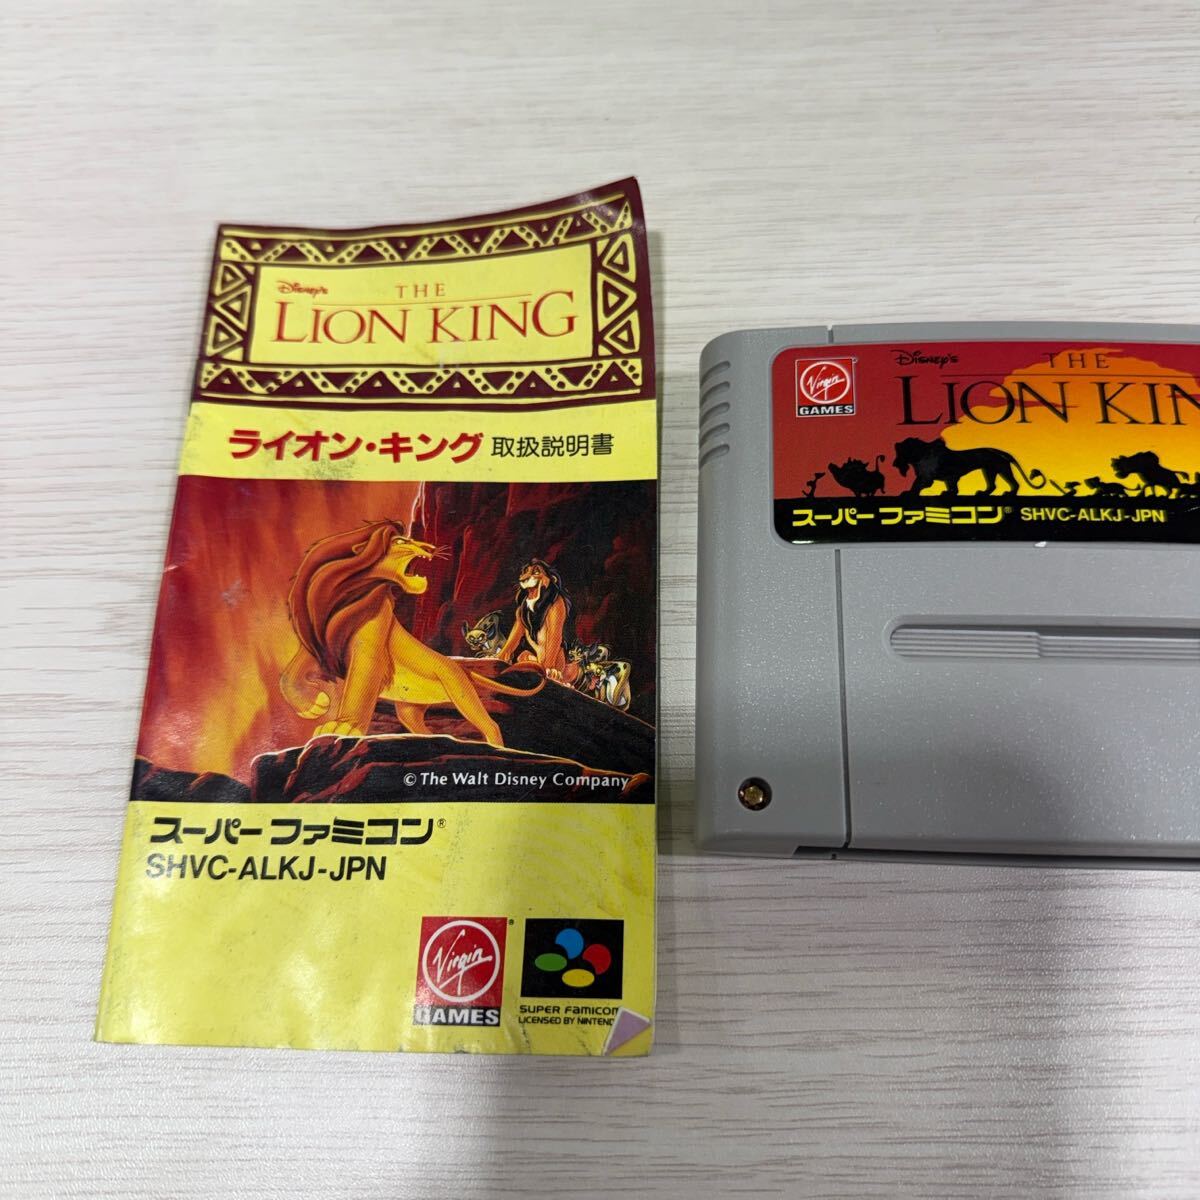 Disney's
THE
LION KING
ライオン・キング 取扱説明書
© The Walt Disney Company
スーパーファミコン®
SHVC-ALKJ-JPN
Virgin®
GAMES
SUPER FAMICOM
LICENSED BY NINTENDO
Virgin
GAMES
Disney's
THE
LION KIN
スーパーファミコン® SHVC-ALKJ-JPN